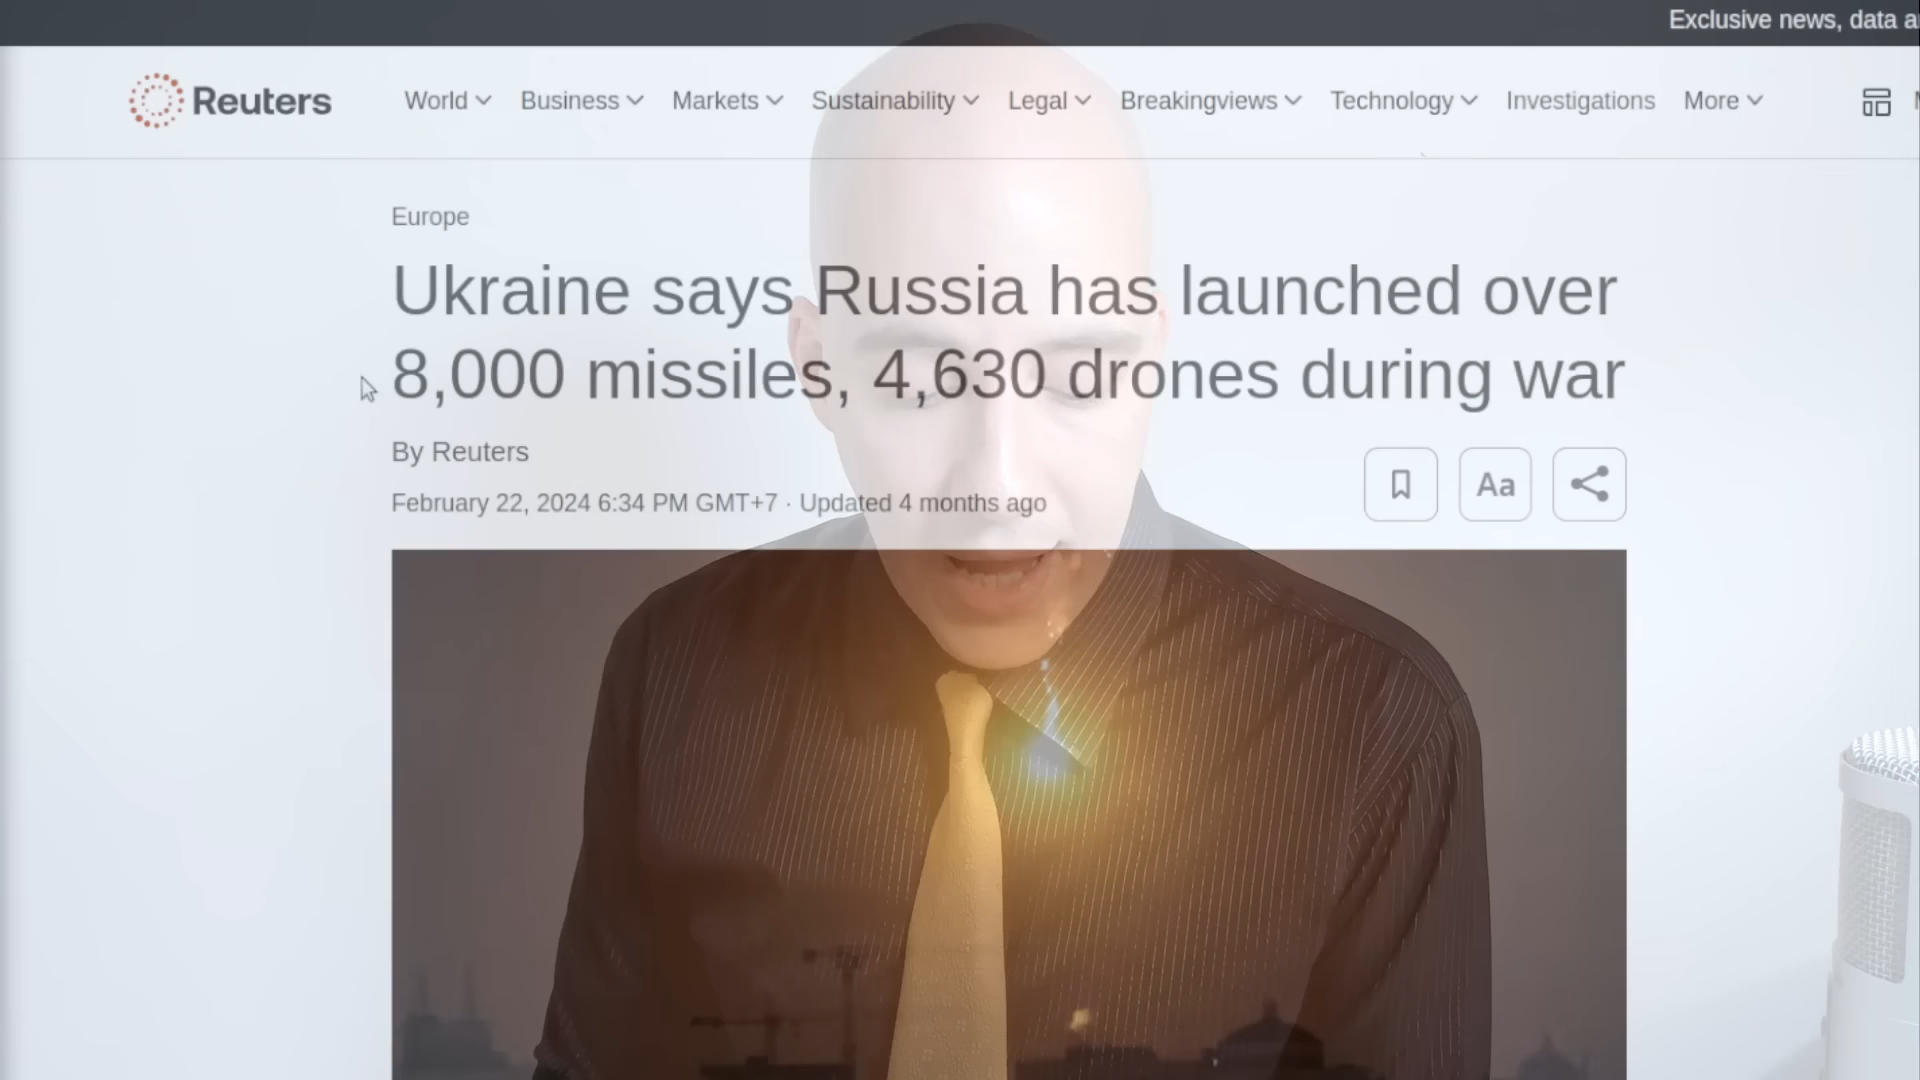 Exclusive news, data a
Reuters
World Business Markets Sustainability Legal Breakingviews Technology Investigations More
Europe
Ukraine says Russia has launched over
8,000 missiles, 4,630 drones during war
By Reuters
February 22, 2024 6:34 PM GMT+7 · Updated 4 months ago
Aa